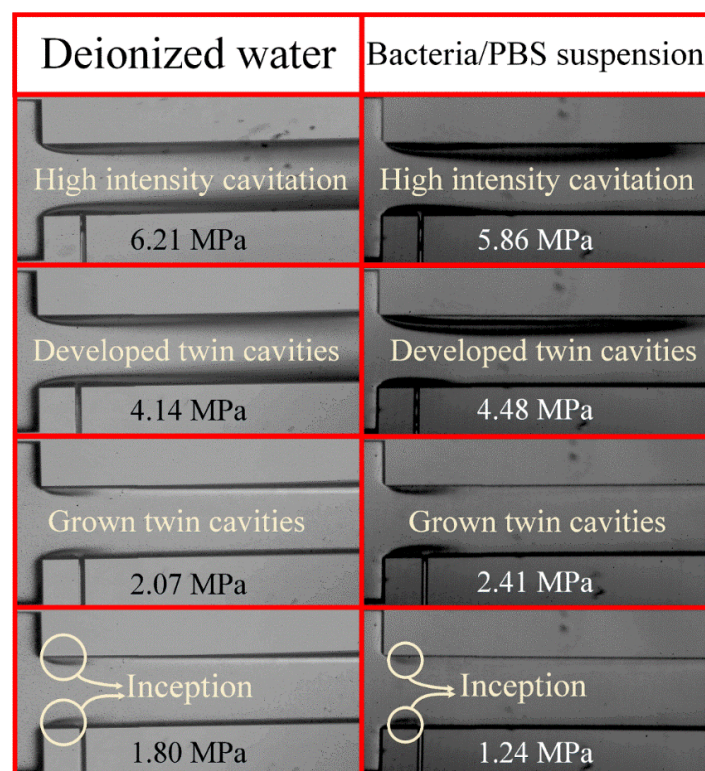 Deionized water
Bacteria/PBS suspension
High intensity cavitation
6.21 MPa
High intensity cavitation
5.86 MPa
Developed twin cavities
4.14 MPa
Developed twin cavities
4.48 MPa
Grown twin cavities
2.07 MPa
Grown twin cavities
2.41 MPa
Inception
1.80 MPa
Inception
1.24 MPa